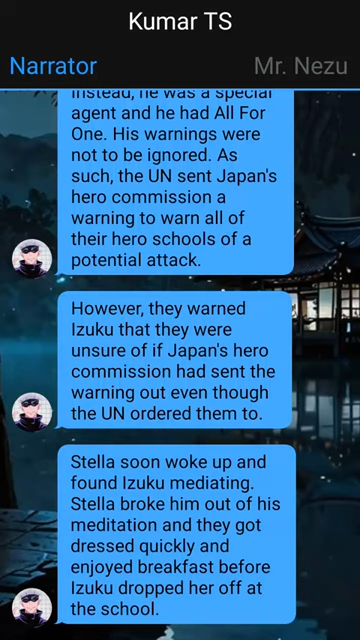 Kumar TS
Narrator
Mr. Nezu
Instead, he was a special
agent and he had All For
One. His warnings were
not to be ignored. As
such, the UN sent Japan's
hero commission a
warning to warn all of
their hero schools of a
potential attack.
However, they warned
Izuku that they were
unsure of if Japan's hero
commission had sent the
warning out even though
the UN ordered them to.
Stella soon woke up and
found Izuku mediating.
Stella broke him out of his
meditation and they got
dressed quickly and
enjoyed breakfast before
Izuku dropped her off at
the school.